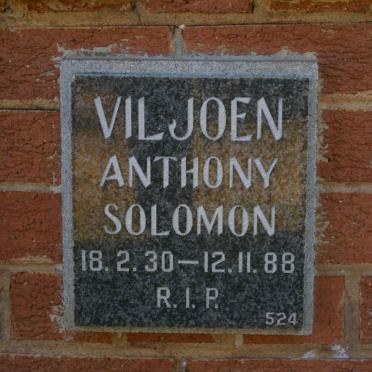 VILJOEN
ANTHONY
SOLOMON
18.2.30—12.11.88
R.I.P.
524